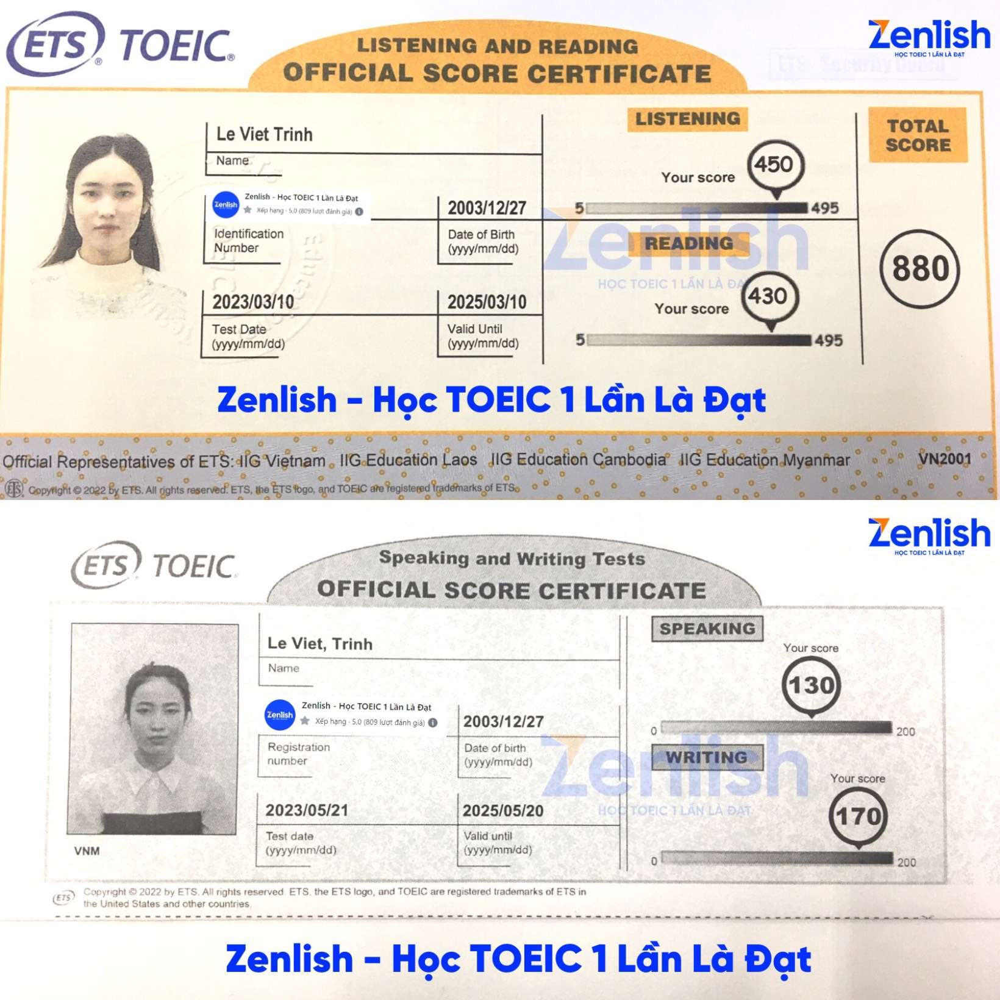 ETS® TOEIC®
LISTENING AND READING
OFFICIAL SCORE CERTIFICATE
Zenlish
HỌC TOEIC 1 LẦN LÀ ĐẠT
ETS Security Guard
Le Viet Trinh
Name
Zenlish
Zenlish - Học TOEIC 1 Lần Là Đạt
Xếp hạng · 5,0 (809 lượt đánh giá)
Identification
Number
2003/12/27
Date of Birth
(yyyy/mm/dd)
2023/03/10
Test Date
(yyyy/mm/dd)
2025/03/10
Valid Until
(yyyy/mm/dd)
LISTENING
Your score
450
5
495
READING
Your score
430
5
495
Zenlish
HỌC TOEIC 1 LẦN LÀ ĐẠT
TOTAL
SCORE
880
Zenlish - Học TOEIC 1 Lần Là Đạt
Official Representatives of ETS: IIG Vietnam IIG Education Laos IIG Education Cambodia IIG Education Myanmar VN2001
ETS® Copyright © 2022 by ETS. All rights reserved. ETS, the ETS logo, and TOEIC are registered trademarks of ETS.
ETS TOEIC
Speaking and Writing Tests
OFFICIAL SCORE CERTIFICATE
Zenlish
HỌC TOEIC 1 LẦN LÀ ĐẠT
VNM
Le Viet, Trinh
Name
Zenlish
Zenlish - Học TOEIC 1 Lần Là Đạt
Xếp hạng · 5,0 (809 lượt đánh giá)
Registration
number
2003/12/27
Date of birth
(yyyy/mm/dd)
2023/05/21
Test date
(yyyy/mm/dd)
2025/05/20
Valid until
(yyyy/mm/dd)
SPEAKING
Your score
130
0
200
WRITING
Your score
170
0
200
Zenlish
HỌC TOEIC 1 LẦN LÀ ĐẠT
ETS Copyright © 2022 by ETS. All rights reserved. ETS, the ETS logo, and TOEIC are registered trademarks of ETS in
the United States and other countries.
Zenlish - Học TOEIC 1 Lần Là Đạt